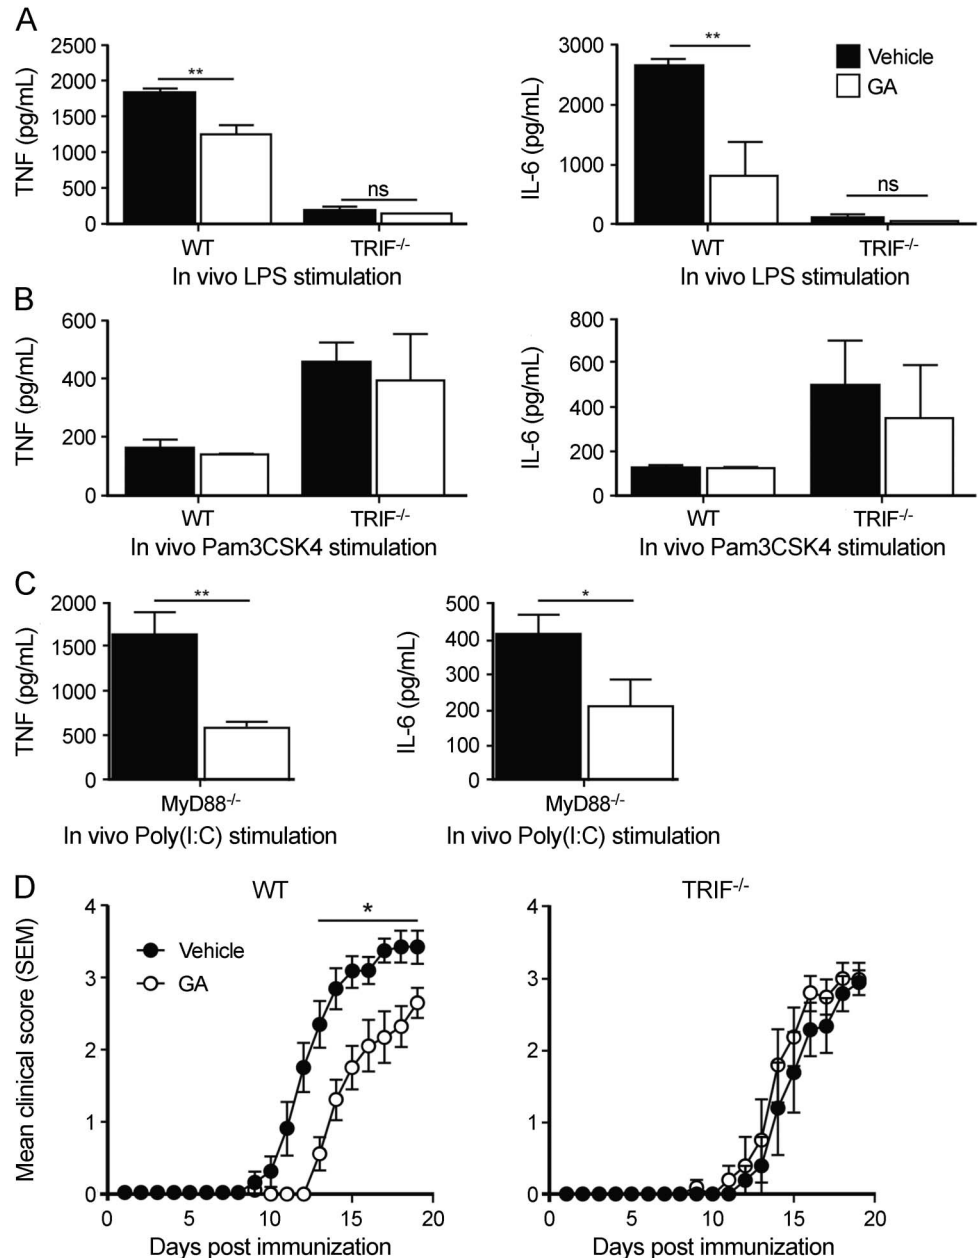 A
TNF (pg/mL)
2500
2000
1500
1000
500
0
**
ns
WT
TRIF-/-
In vivo LPS stimulation
IL-6 (pg/mL)
3000
2000
1000
0
**
ns
Vehicle
GA
WT
TRIF-/-
In vivo LPS stimulation
B
TNF (pg/mL)
600
400
200
0
WT
TRIF-/-
In vivo Pam3CSK4 stimulation
IL-6 (pg/mL)
800
600
400
200
0
WT
TRIF-/-
In vivo Pam3CSK4 stimulation
C
TNF (pg/mL)
2000
1500
1000
500
0
**
MyD88-/-
In vivo Poly(I:C) stimulation
IL-6 (pg/mL)
500
400
300
200
100
0
*
MyD88-/-
In vivo Poly(I:C) stimulation
D
WT
Mean clinical score (SEM)
4
3
2
1
0
*
Vehicle
GA
0 5 10 15 20
Days post immunization
TRIF-/-
4
3
2
1
0
0 5 10 15 20
Days post immunization